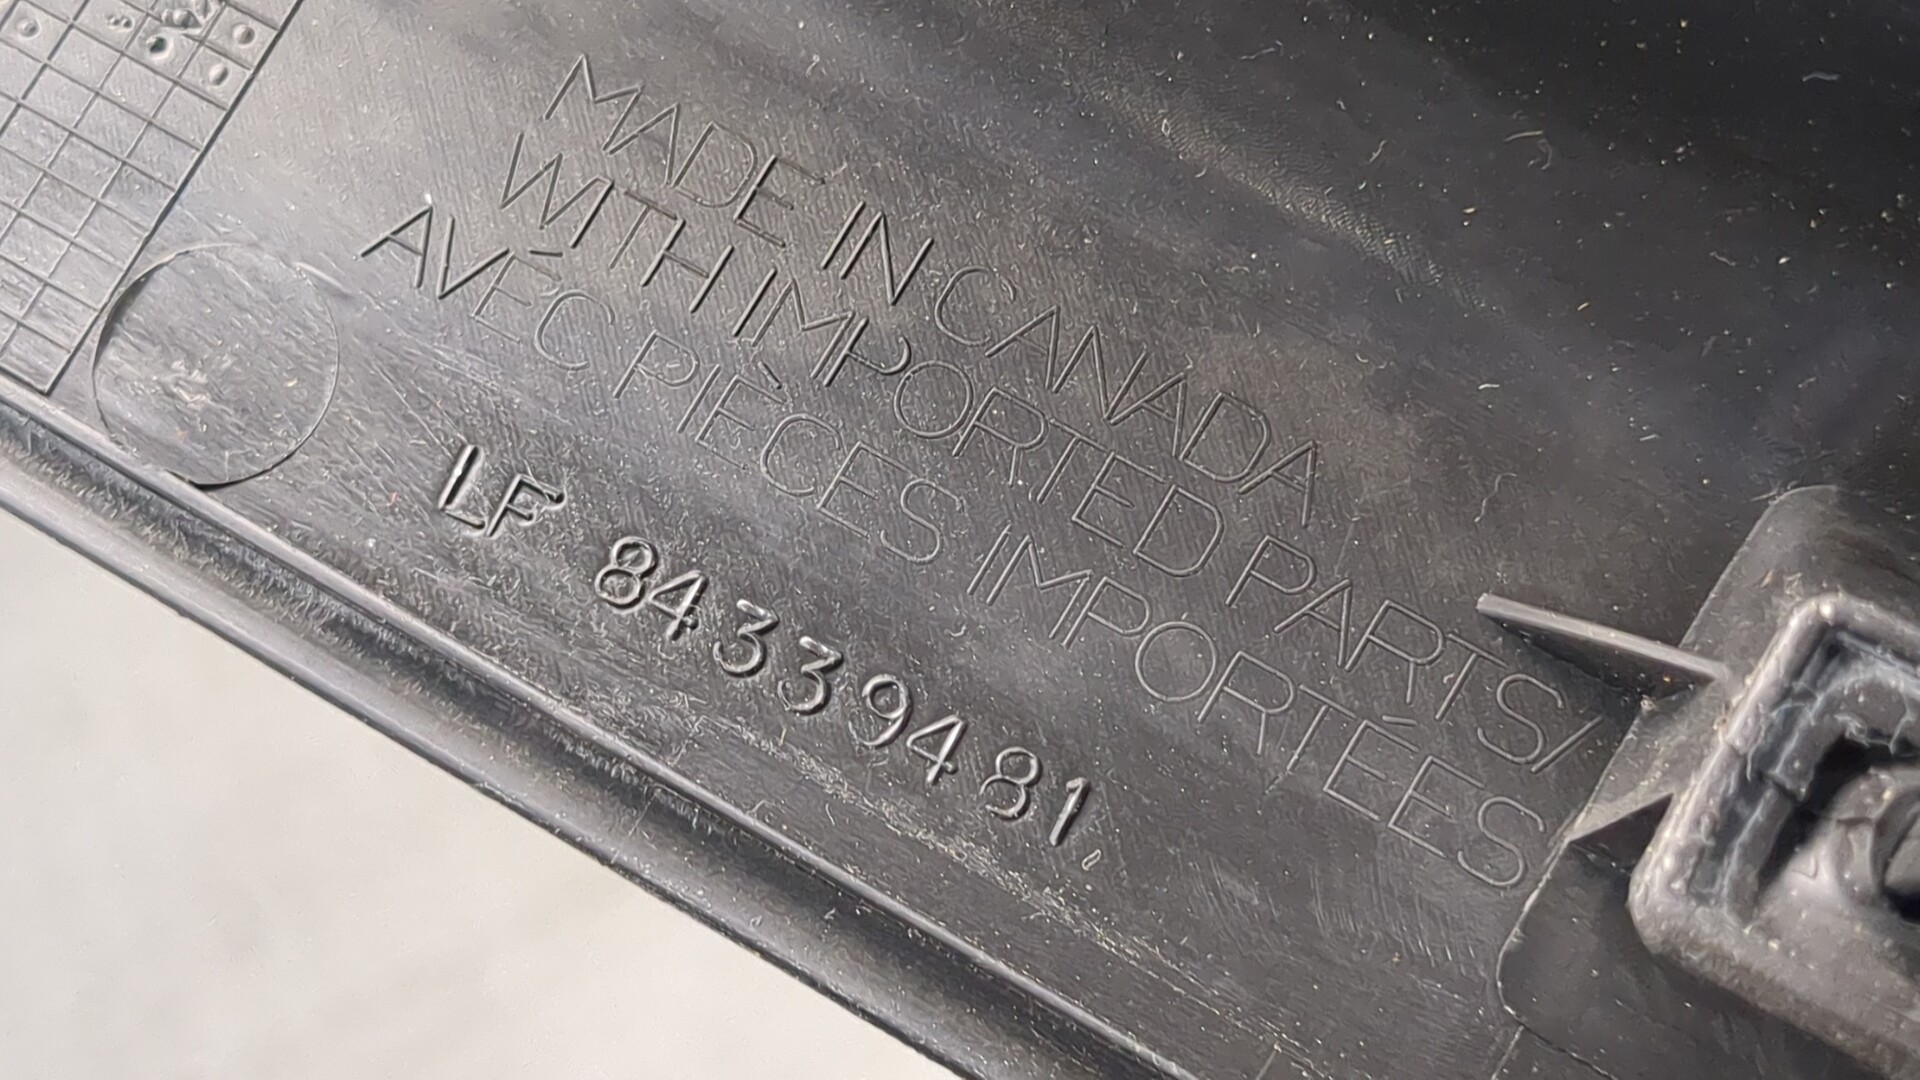 MADE IN CANADA
WITH IMPORTED PARTS/
AVEC PIÈCES IMPORTÉES
LF 84339481